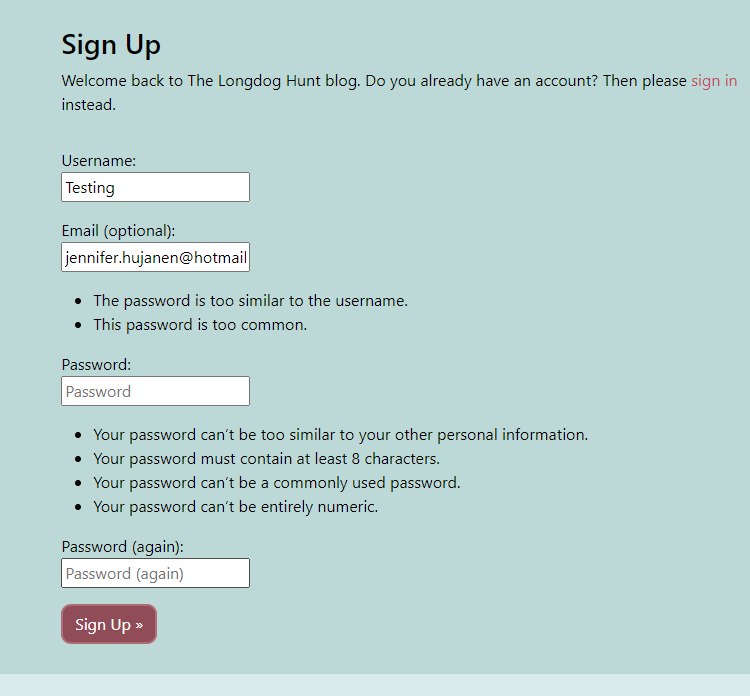 Sign Up
Welcome back to The Longdog Hunt blog. Do you already have an account? Then please sign in
instead.
Username:
Testing
Email (optional):
jennifer.hujanen@hotmail
The password is too similar to the username.
This password is too common.
Password:
Password
Your password can’t be too similar to your other personal information.
Your password must contain at least 8 characters.
Your password can’t be a commonly used password.
Your password can’t be entirely numeric.
Password (again):
Password (again)
Sign Up »